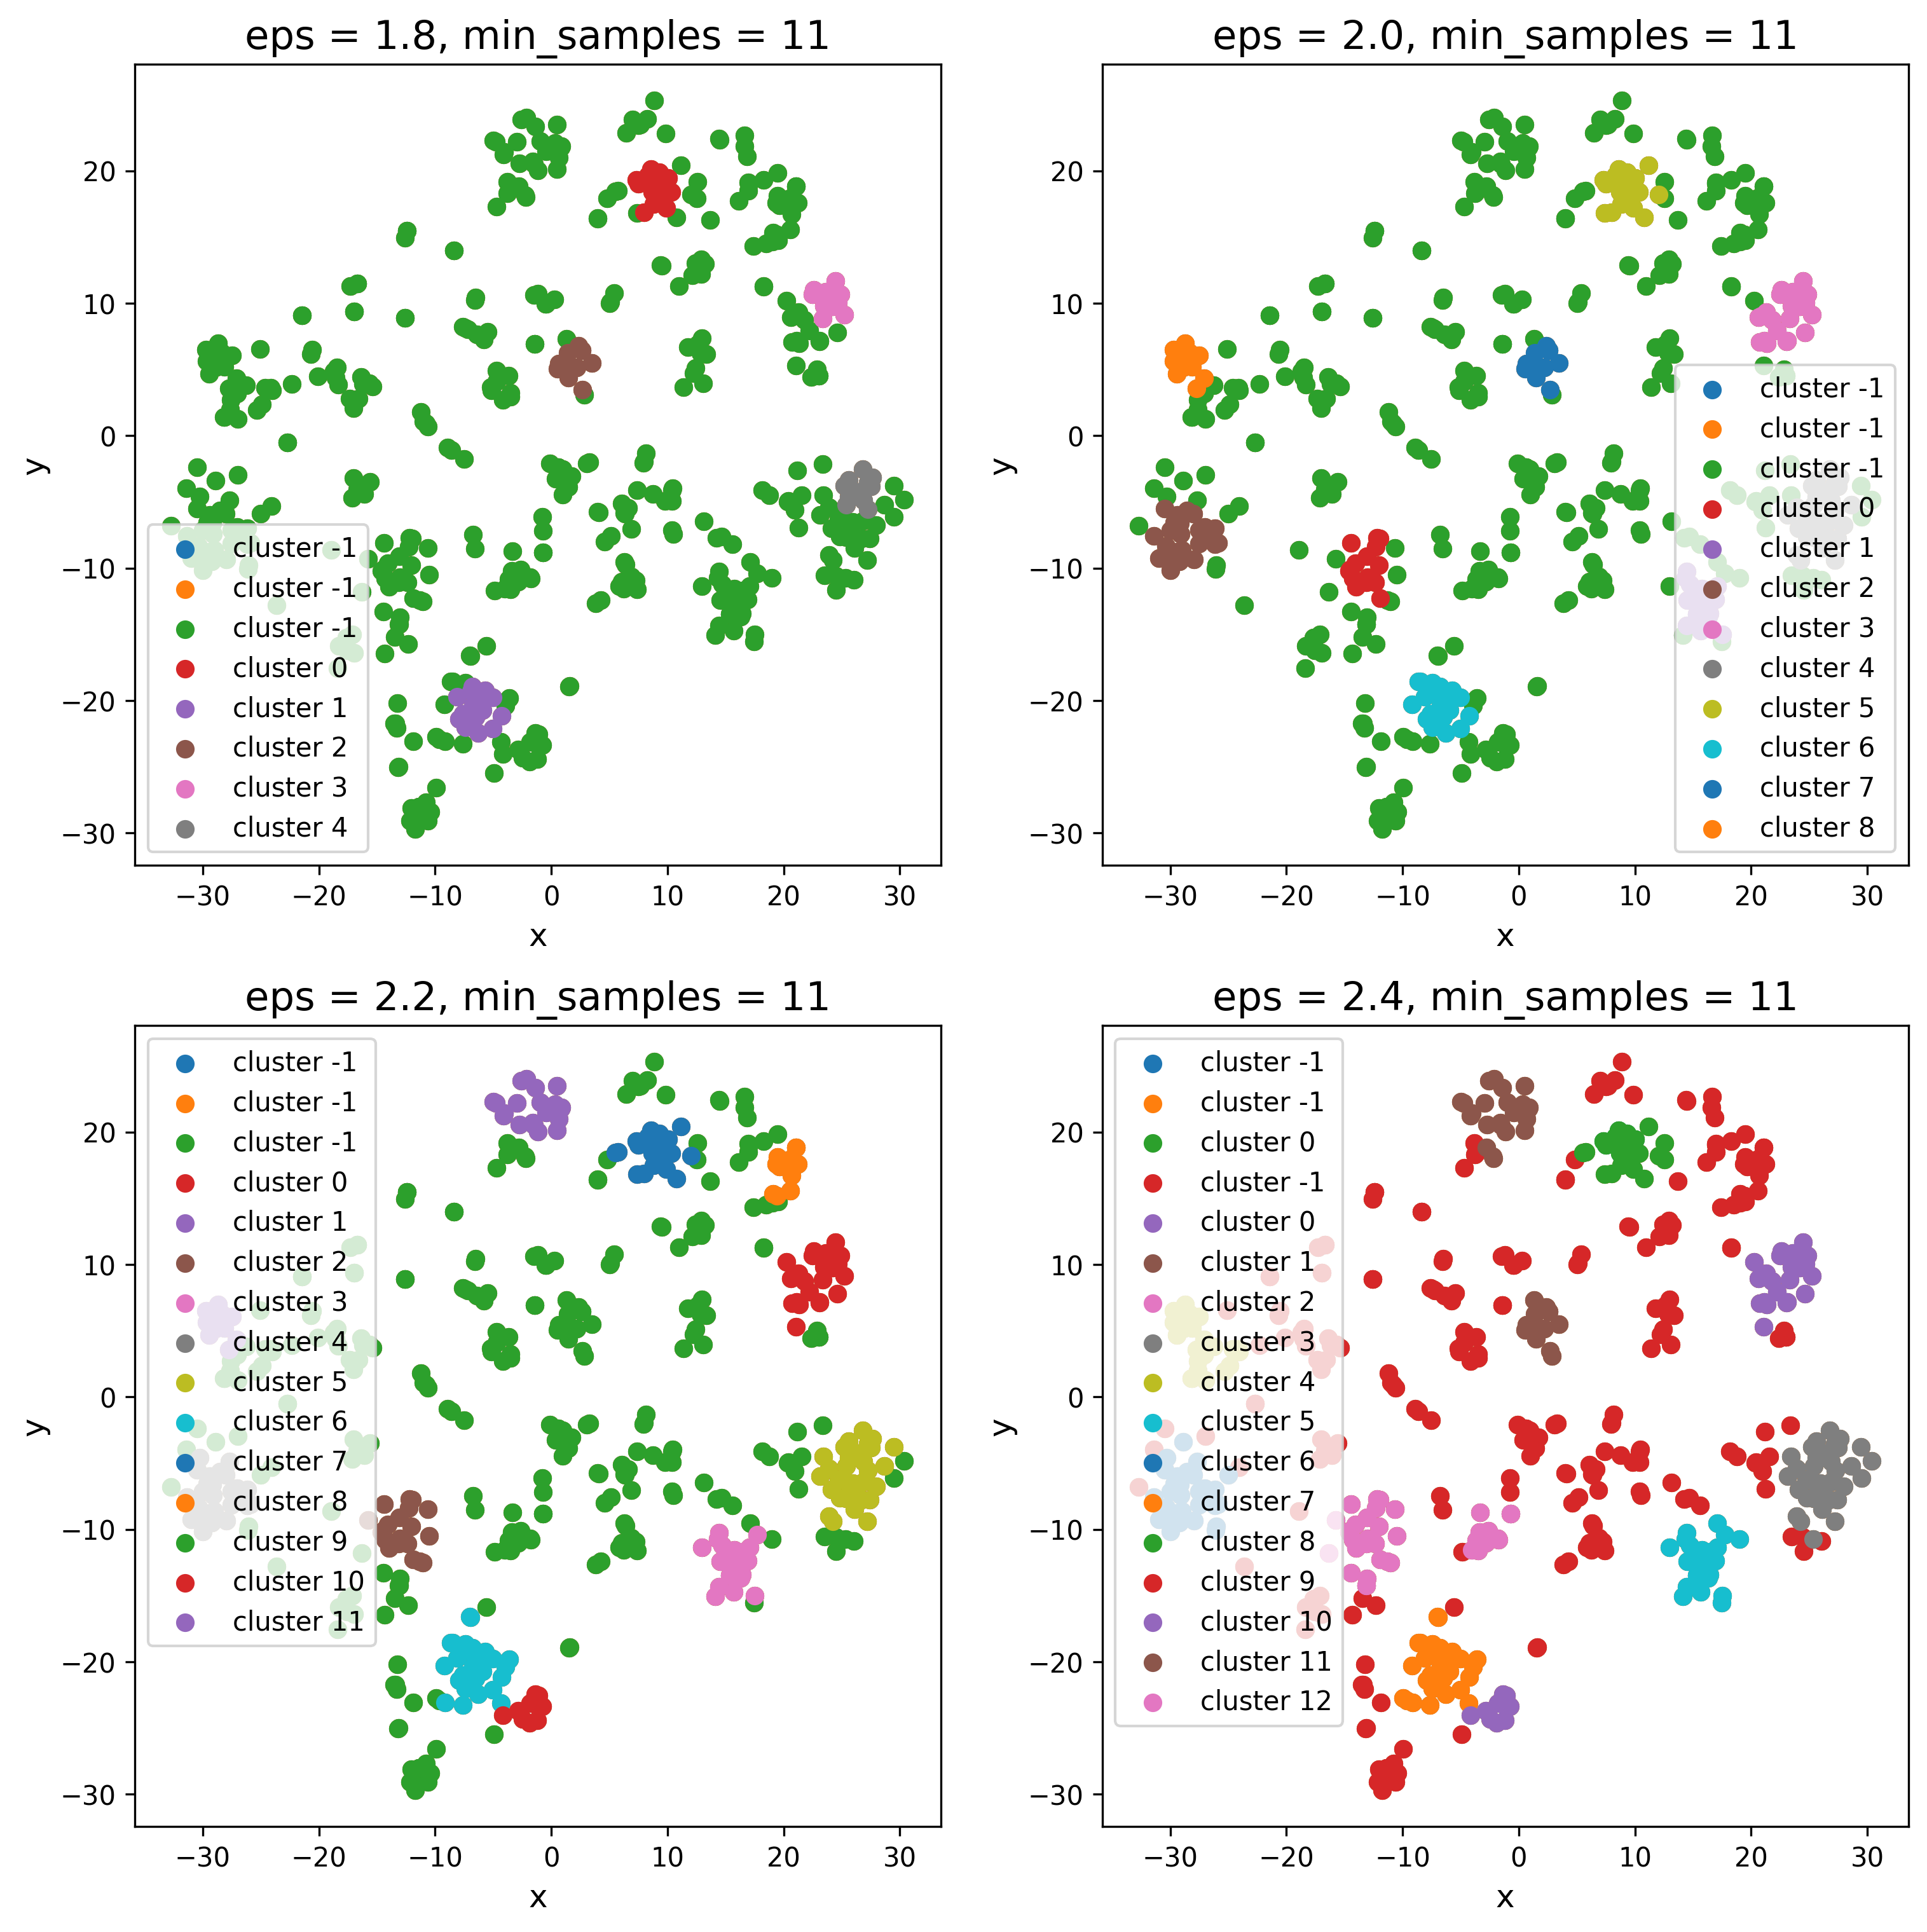 eps = 1.8, min_samples = 11
y
20
10
0
−10
−20
−30
cluster -1
cluster -1
cluster -1
cluster 0
cluster 1
cluster 2
cluster 3
cluster 4
−30 −20 −10 0 10 20 30
x
eps = 2.0, min_samples = 11
y
20
10
0
−10
−20
−30
cluster -1
cluster -1
cluster -1
cluster 0
cluster 1
cluster 2
cluster 3
cluster 4
cluster 5
cluster 6
cluster 7
cluster 8
−30 −20 −10 0 10 20 30
x
eps = 2.2, min_samples = 11
y
20
10
0
−10
−20
−30
cluster -1
cluster -1
cluster -1
cluster 0
cluster 1
cluster 2
cluster 3
cluster 4
cluster 5
cluster 6
cluster 7
cluster 8
cluster 9
cluster 10
cluster 11
−30 −20 −10 0 10 20 30
x
eps = 2.4, min_samples = 11
y
20
10
0
−10
−20
−30
cluster -1
cluster -1
cluster 0
cluster -1
cluster 0
cluster 1
cluster 2
cluster 3
cluster 4
cluster 5
cluster 6
cluster 7
cluster 8
cluster 9
cluster 10
cluster 11
cluster 12
−30 −20 −10 0 10 20 30
x